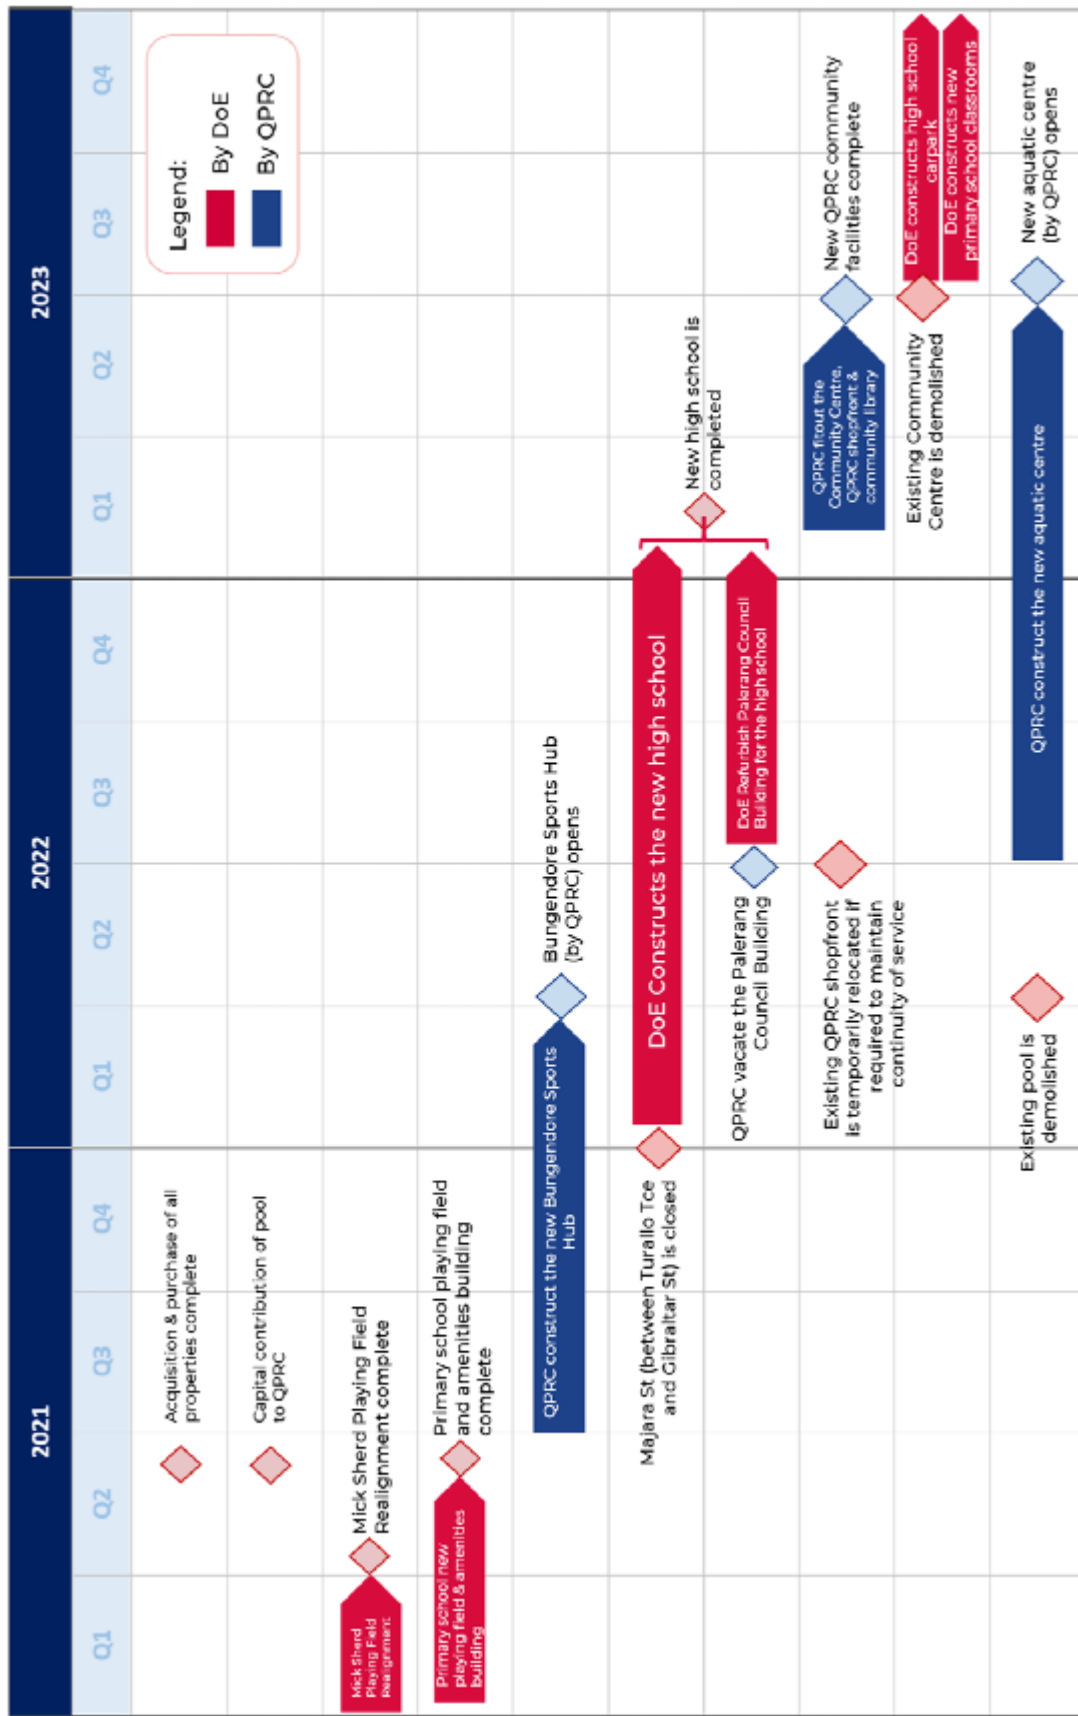 2021
2022
2023
Q1
Q2
Q3
Q4
Q1
Q2
Q3
Q4
Q1
Q2
Q3
Q4
Legend:
By DoE
By QPRC
Acquisition & purchase of all
properties complete
Capital contribution of pool
to QPRC
Mick Sherd
Playing Field
Realignment
Mick Sherd Playing Field
Realignment complete
Primary school new
playing field & amenities
building
Primary school playing field
and amenities building
complete
QPRC construct the new Bungendore Sports
Hub
Bungendore Sports Hub
(by QPRC) opens
Majara St (between Turallo Tce
and Gibraltar St) is closed
DoE Constructs the new high school
New high school is
completed
QPRC vacate the Palerang
Council Building
DoE Refurbish Palerang Council
Building for the high school
Existing QPRC shopfront
is temporarily relocated if
required to maintain
continuity of service
QPRC fitout the
Community Centre,
QPRC shopfront &
community library
New QPRC community
facilities complete
Existing Community
Centre is demolished
DoE constructs high school
carpark
DoE constructs new
primary school classrooms
Existing pool is
demolished
QPRC construct the new aquatic centre
New aquatic centre
(by QPRC) opens